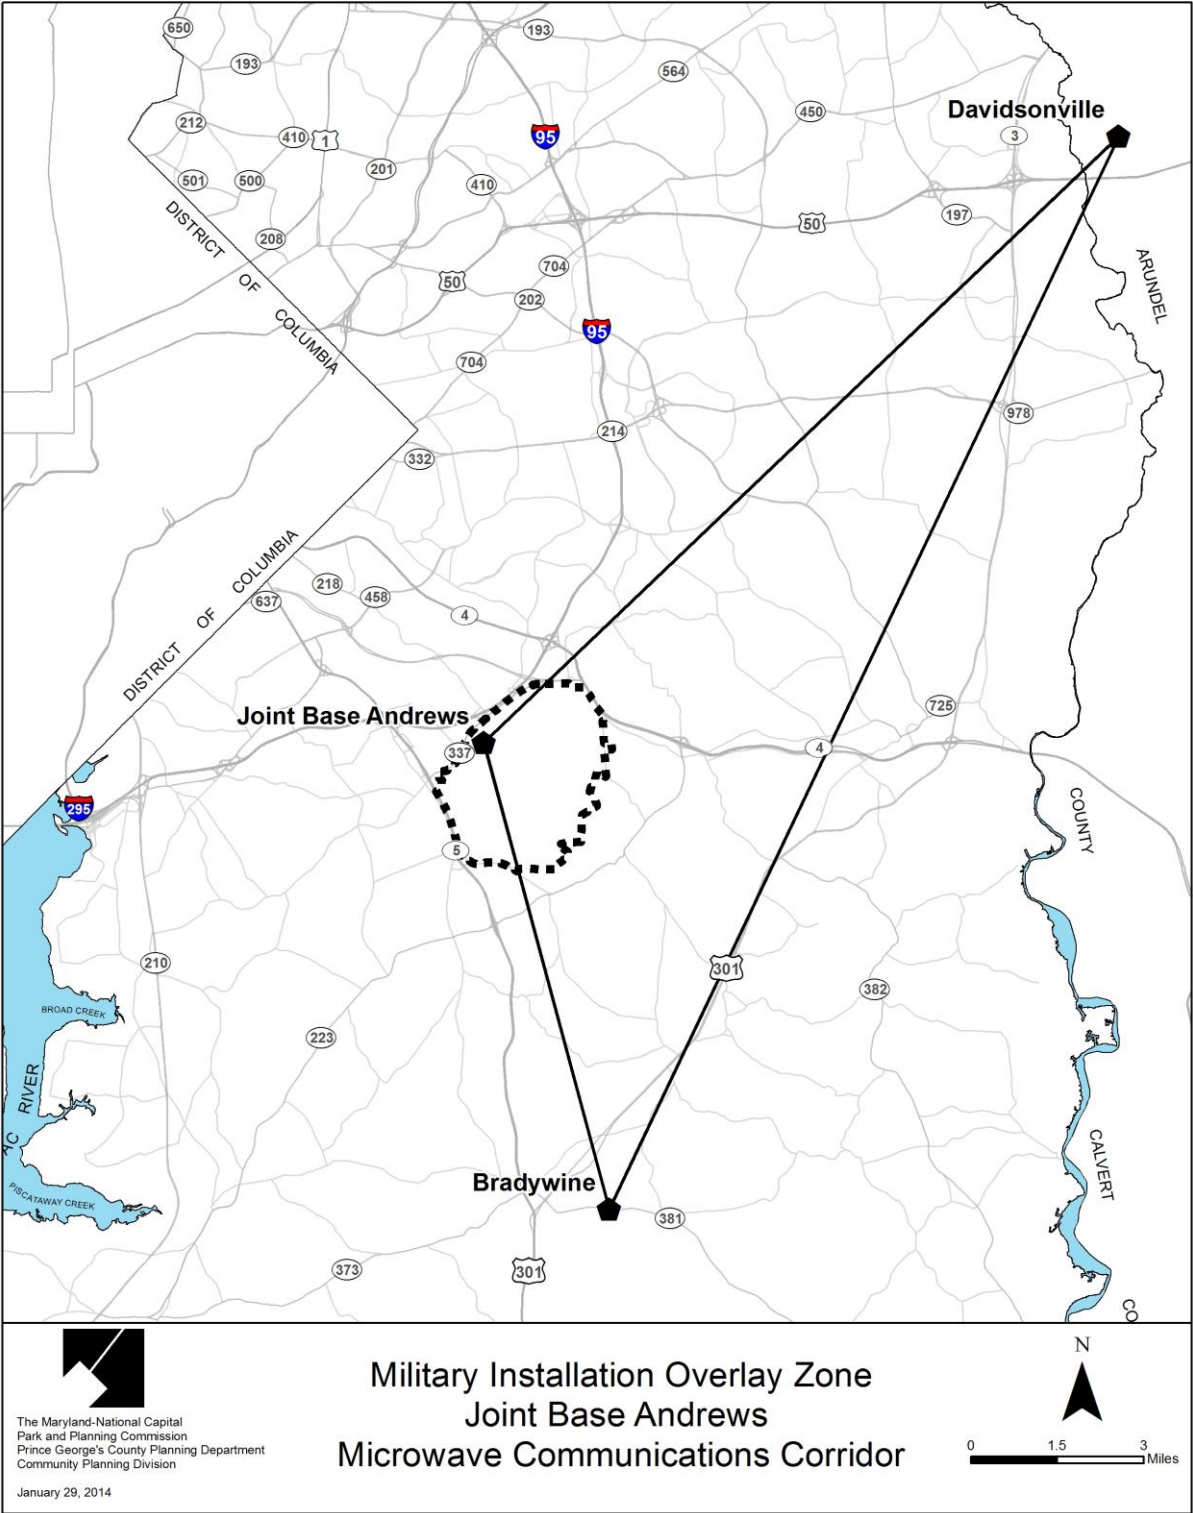 650
193
193
564
450
Davidsonville
3
212
410
1
95
201
501
500
410
197
208
50
DISTRICT OF COLUMBIA
704
50
202
ARUNDEL
95
704
978
214
332
DISTRICT OF COLUMBIA
218
458
637
4
725
Joint Base Andrews
337
4
295
COUNTY
5
210
301
382
BROAD CREEK
223
RIVER
AC
CALVERT
Bradywine
PISCATAWAY CREEK
381
373
301
CO
The Maryland-National Capital
Park and Planning Commission
Prince George's County Planning Department
Community Planning Division
January 29, 2014
Military Installation Overlay Zone
Joint Base Andrews
Microwave Communications Corridor
N
0 1.5 3
Miles